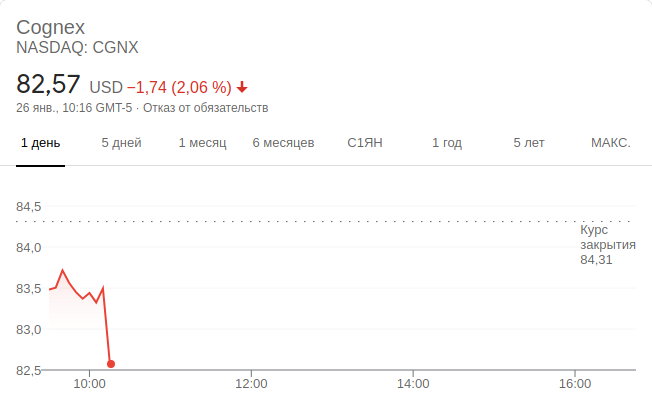 Cognex
NASDAQ: CGNX
82,57 USD −1,74 (2,06 %)
26 янв., 10:16 GMT-5 · Отказ от обязательств
1 день 5 дней 1 месяц 6 месяцев С1ЯН 1 год 5 лет МАКС.
84,5
Курс
закрытия
84,31
84,0
83,5
83,0
82,5
10:00 12:00 14:00 16:00